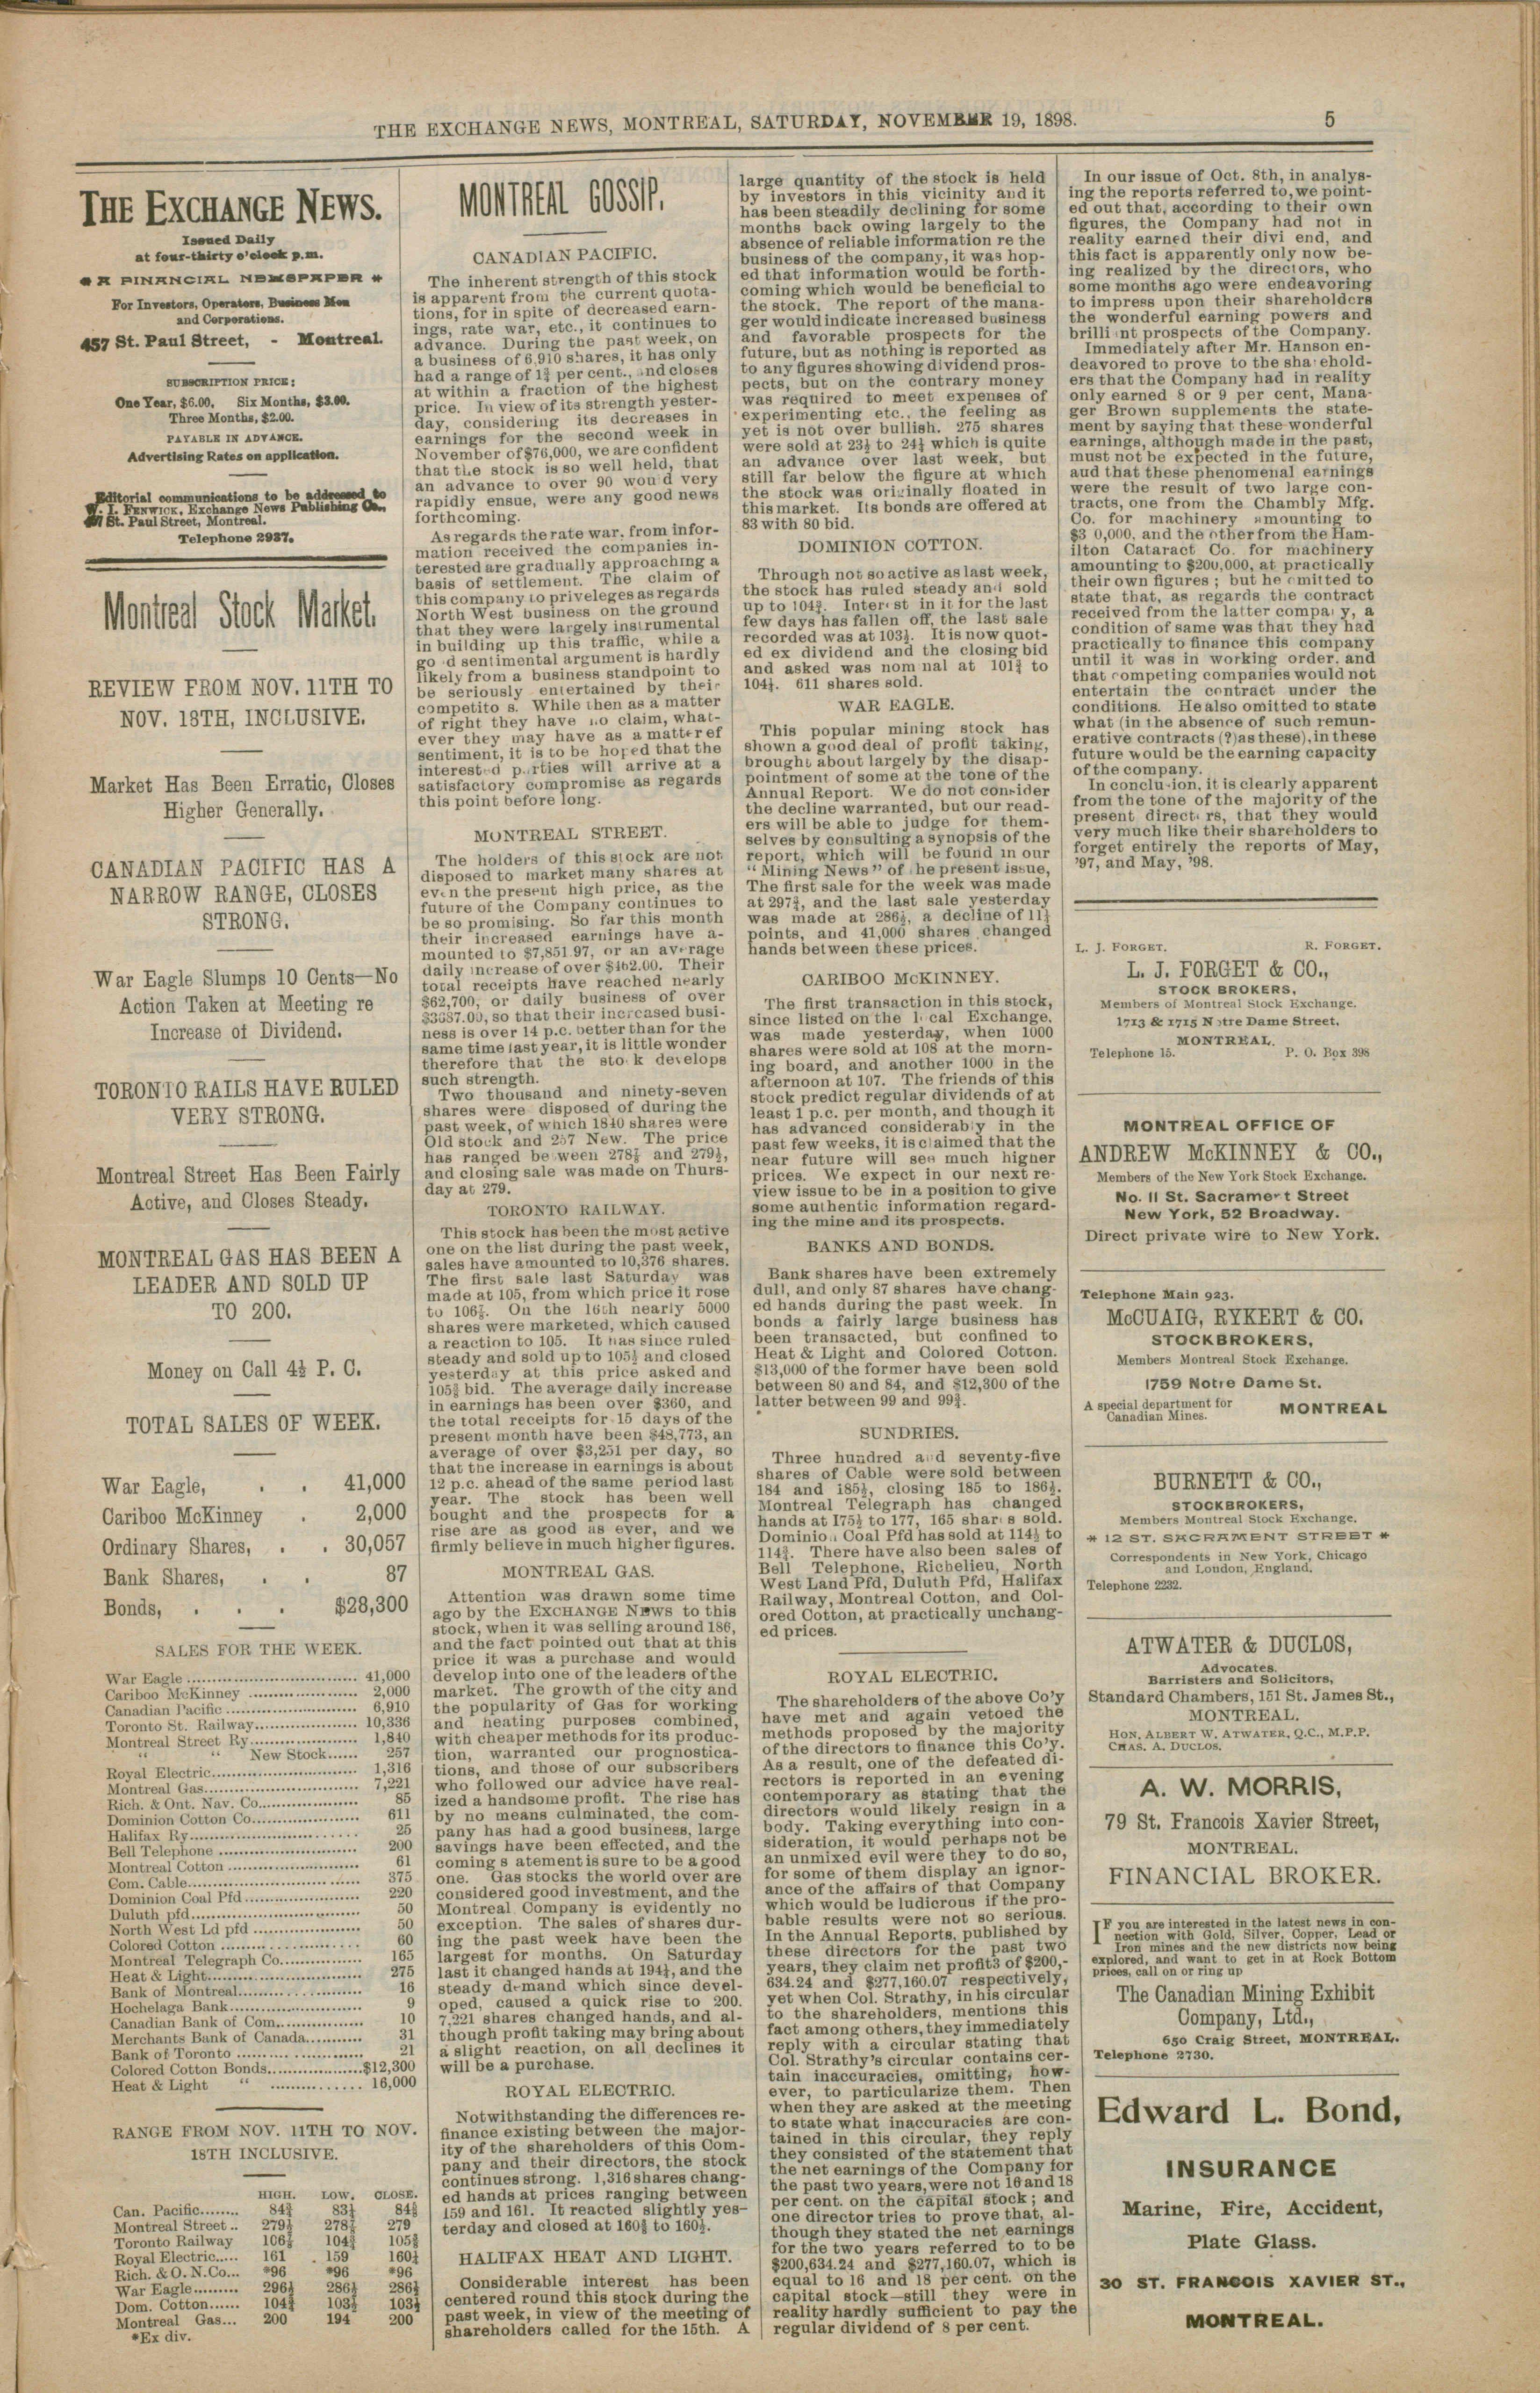 THE EXCHANGE NEWS, MONTREAL, SATURDAY, NOVEMBER 19, 1898.
5
THE EXCHANGE NEWS.
Issued Daily
at four-thirty o'clock p.m.
* A FINANCIAL NEWSPAPER *
For Investors, Operators, Business Men
and Corporations.
457 St. Paul Street, - Montreal.
SUBSCRIPTION PRICE:
One Year, $6.00, Six Months, $3.00.
Three Months, $2.00.
PAYABLE IN ADVANCE.
Advertising Rates on application.
Editorial communications to be addressed to
W. I. FENWICK, Exchange News Publishing Co.,
457 St. Paul Street, Montreal.
Telephone 2937.
Montreal Stock Market.
REVIEW FROM NOV. 11TH TO
NOV. 18TH, INCLUSIVE.
Market Has Been Erratic, Closes
Higher Generally.
CANADIAN PACIFIC HAS A
NARROW RANGE, CLOSES
STRONG.
War Eagle Slumps 10 Cents—No
Action Taken at Meeting re
Increase of Dividend.
TORONTO RAILS HAVE RULED
VERY STRONG.
Montreal Street Has Been Fairly
Active, and Closes Steady.
MONTREAL GAS HAS BEEN A
LEADER AND SOLD UP
TO 200.
Money on Call 4½ P. C.
TOTAL SALES OF WEEK.
War Eagle, . . 41,000
Cariboo McKinney . 2,000
Ordinary Shares, . . 30,057
Bank Shares, . . 87
Bonds, . . . $28,300
SALES FOR THE WEEK.
War Eagle ................ 41,000
Cariboo McKinney ................ 2,000
Canadian Pacific ................ 6,910
Toronto St. Railway................ 10,336
Montreal Street Ry................ 1,840
" " New Stock...... 257
Royal Electric................ 1,316
Montreal Gas................ 7,221
Rich. & Ont. Nav. Co................ 85
Dominion Cotton Co................ 611
Halifax Ry................ 25
Bell Telephone ................ 200
Montreal Cotton ................ 61
Com. Cable................ 375
Dominion Coal Pfd................ 220
Duluth pfd................ 50
North West Ld pfd ................ 50
Colored Cotton ................ 60
Montreal Telegraph Co................ 165
Heat & Light................ 275
Bank of Montreal................ 16
Hochelaga Bank................ 9
Canadian Bank of Com................ 10
Merchants Bank of Canada........... 31
Bank of Toronto ................ 21
Colored Cotton Bonds................$12,300
Heat & Light " ............... 16,000
RANGE FROM NOV. 11TH TO NOV.
18TH INCLUSIVE.
HIGH. LOW. CLOSE.
Can. Pacific........ 84¾ 83¼ 84⅝
Montreal Street.. 279½ 278⅞ 279
Toronto Railway 106⅞ 104¾ 105⅜
Royal Electric..... 161 159 160¼
Rich. & O. N. Co... *96 *96 *96
War Eagle......... 296½ 286½ 286½
Dom. Cotton...... 104¾ 103½ 103½
Montreal Gas... 200 194 200
*Ex div.
MONTREAL GOSSIP.
CANADIAN PACIFIC.
The inherent strength of this stock
is apparent from the current quota-
tions, for in spite of decreased earn-
ings, rate war, etc., it continues to
advance. During the past week, on
a business of 6,910 shares, it has only
had a range of 1¾ per cent., and closes
at within a fraction of the highest
price. In view of its strength yester-
day, considering its decreases in
earnings for the second week in
November of $76,000, we are confident
that the stock is so well held, that
an advance to over 90 wou'd very
rapidly ensue, were any good news
forthcoming.
As regards the rate war, from infor-
mation received the companies in-
terested are gradually approaching a
basis of settlement. The claim of
this company to priveleges as regards
North West business on the ground
that they were largely instrumental
in building up this traffic, while a
go d sentimental argument is hardly
likely from a business standpoint to
be seriously entertained by their
competito s. While then as a matter
of right they have no claim, what-
ever they may have as a matter ef
sentiment, it is to be hoped that the
interested parties will arrive at a
satisfactory compromise as regards
this point before long.
MONTREAL STREET.
The holders of this stock are not
disposed to market many shares at
even the present high price, as the
future of the Company continues to
be so promising. So far this month
their increased earnings have a-
mounted to $7,851.97, or an average
daily increase of over $462.00. Their
total receipts have reached nearly
$62,700, or daily business of over
$3687.00, so that their increased busi-
ness is over 14 p.c. better than for the
same time last year, it is little wonder
therefore that the sto k develops
such strength.
Two thousand and ninety-seven
shares were disposed of during the
past week, of which 1840 shares were
Old stock and 257 New. The price
has ranged be ween 278⅞ and 279½,
and closing sale was made on Thurs-
day at 279.
TORONTO RAILWAY.
This stock has been the most active
one on the list during the past week,
sales have amounted to 10,376 shares.
The first sale last Saturday was
made at 105, from which price it rose
to 106⅞. On the 16th nearly 5000
shares were marketed, which caused
a reaction to 105. It has since ruled
steady and sold up to 105½ and closed
yesterday at this price asked and
105⅜ bid. The average daily increase
in earnings has been over $360, and
the total receipts for 15 days of the
present month have been $48,773, an
average of over $3,251 per day, so
that the increase in earnings is about
12 p.c. ahead of the same period last
year. The stock has been well
bought and the prospects for a
rise are as good as ever, and we
firmly believe in much higher figures.
MONTREAL GAS.
Attention was drawn some time
ago by the EXCHANGE NEWS to this
stock, when it was selling around 186,
and the fact pointed out that at this
price it was a purchase and would
develop into one of the leaders of the
market. The growth of the city and
the popularity of Gas for working
and heating purposes combined,
with cheaper methods for its produc-
tion, warranted our prognostica-
tions, and those of our subscribers
who followed our advice have real-
ized a handsome profit. The rise has
by no means culminated, the com-
pany has had a good business, large
savings have been effected, and the
coming s atement is sure to be a good
one. Gas stocks the world over are
considered good investment, and the
Montreal Company is evidently no
exception. The sales of shares dur-
ing the past week have been the
largest for months. On Saturday
last it changed hands at 194¼, and the
steady demand which since devel-
oped, caused a quick rise to 200.
7,221 shares changed hands, and al-
though profit taking may bring about
a slight reaction, on all declines it
will be a purchase.
ROYAL ELECTRIC.
Notwithstanding the differences re-
finance existing between the major-
ity of the shareholders of this Com-
pany and their directors, the stock
continues strong. 1,316 shares chang-
ed hands at prices ranging between
159 and 161. It reacted slightly yes-
terday and closed at 160⅜ to 160½.
HALIFAX HEAT AND LIGHT.
Considerable interest has been
centered round this stock during the
past week, in view of the meeting of
shareholders called for the 15th. A
large quantity of the stock is held
by investors in this vicinity and it
has been steadily declining for some
months back owing largely to the
absence of reliable information re the
business of the company, it was hop-
ed that information would be forth-
coming which would be beneficial to
the stock. The report of the mana-
ger would indicate increased business
and favorable prospects for the
future, but as nothing is reported as
to any figures showing dividend pros-
pects, but on the contrary money
was required to meet expenses of
experimenting etc., the feeling as
yet is not over bullish. 275 shares
were sold at 23½ to 24½ which is quite
an advance over last week, but
still far below the figure at which
the stock was originally floated in
this market. Its bonds are offered at
83 with 80 bid.
DOMINION COTTON.
Through not so active as last week,
the stock has ruled steady and sold
up to 104¾. Interest in it for the last
few days has fallen off, the last sale
recorded was at 103½. It is now quot-
ed ex dividend and the closing bid
and asked was nom nal at 101¾ to
104¼. 611 shares sold.
WAR EAGLE.
This popular mining stock has
shown a good deal of profit taking,
brought about largely by the disap-
pointment of some at the tone of the
Annual Report. We do not consider
the decline warranted, but our read-
ers will be able to judge for them-
selves by consulting a synopsis of the
report, which will be found in our
" Mining News" of he present issue,
The first sale for the week was made
at 297¾, and the last sale yesterday
was made at 286½, a decline of 11¼
points, and 41,000 shares changed
hands between these prices.
CARIBOO McKINNEY.
The first transaction in this stock,
since listed on the l cal Exchange,
was made yesterday, when 1000
shares were sold at 108 at the morn-
ing board, and another 1000 in the
afternoon at 107. The friends of this
stock predict regular dividends of at
least 1 p.c. per month, and though it
has advanced considerably in the
past few weeks, it is claimed that the
near future will see much higher
prices. We expect in our next re-
view issue to be in a position to give
some authentic information regard-
ing the mine and its prospects.
BANKS AND BONDS.
Bank shares have been extremely
dull, and only 87 shares have chang-
ed hands during the past week. In
bonds a fairly large business has
been transacted, but confined to
Heat & Light and Colored Cotton.
$13,000 of the former have been sold
between 80 and 84, and $12,300 of the
latter between 99 and 99¾.
SUNDRIES.
Three hundred and seventy-five
shares of Cable were sold between
184 and 185½, closing 185 to 186½.
Montreal Telegraph has changed
hands at 175½ to 177, 165 shar s sold.
Dominion Coal Pfd has sold at 114½ to
114¾. There have also been sales of
Bell Telephone, Richelieu, North
West Land Pfd, Duluth Pfd, Halifax
Railway, Montreal Cotton, and Col-
ored Cotton, at practically unchang-
ed prices.
ROYAL ELECTRIC.
The shareholders of the above Co'y
have met and again vetoed the
methods proposed by the majority
of the directors to finance this Co'y.
As a result, one of the defeated di-
rectors is reported in an evening
contemporary as stating that the
directors would likely resign in a
body. Taking everything into con-
sideration, it would perhaps not be
an unmixed evil were they to do so,
for some of them display an ignor-
ance of the affairs of that Company
which would be ludicrous if the pro-
bable results were not so serious.
In the Annual Reports, published by
these directors for the past two
years, they claim net profit3 of $200,-
634.24 and $277,160.07 respectively,
yet when Col. Strathy, in his circular
to the shareholders, mentions this
fact among others, they immediately
reply with a circular stating that
Col. Strathy's circular contains cer-
tain inaccuracies, omitting, how-
ever, to particularize them. Then
when they are asked at the meeting
to state what inaccuracies are con-
tained in this circular, they reply
they consisted of the statement that
the net earnings of the Company for
the past two years, were not 16 and 18
per cent. on the capital stock; and
one director tries to prove that, al-
though they stated the net earnings
for the two years referred to to be
$200,634.24 and $277,160.07, which is
equal to 16 and 18 per cent. on the
capital stock—still they were in
reality hardly sufficient to pay the
regular dividend of 8 per cent.
In our issue of Oct. 8th, in analys-
ing the reports referred to, we point-
ed out that, according to their own
figures, the Company had not in
reality earned their divi end, and
this fact is apparently only now be-
ing realized by the directors, who
some months ago were endeavoring
to impress upon their shareholders
the wonderful earning powers and
brilli nt prospects of the Company.
Immediately after Mr. Hanson en-
deavored to prove to the sharehold-
ers that the Company had in reality
only earned 8 or 9 per cent, Mana-
ger Brown supplements the state-
ment by saying that these wonderful
earnings, although made in the past,
must not be expected in the future,
and that these phenomenal earnings
were the result of two large con-
tracts, one from the Chambly Mfg.
Co. for machinery amounting to
$3 0,000, and the other from the Ham-
ilton Cataract Co. for machinery
amounting to $200,000, at practically
their own figures; but he omitted to
state that, as regards the contract
received from the latter compa y, a
condition of same was that they had
practically to finance this company
until it was in working order, and
that competing companies would not
entertain the contract under the
conditions. He also omitted to state
what (in the absence of such remun-
erative contracts (?) as these), in these
future would be the earning capacity
of the company.
In conclu-ion, it is clearly apparent
from the tone of the majority of the
present direct rs, that they would
very much like their shareholders to
forget entirely the reports of May,
'97, and May, '98.
L. J. FORGET. R. FORGET.
L. J. FORGET & CO.,
STOCK BROKERS,
Members of Montreal Stock Exchange.
1713 & 1715 Notre Dame Street,
MONTREAL.
Telephone 15. P. O. Box 398
MONTREAL OFFICE OF
ANDREW McKINNEY & CO.,
Members of the New York Stock Exchange.
No. 11 St. Sacrament Street
New York, 52 Broadway.
Direct private wire to New York.
Telephone Main 923.
McCUAIG, RYKERT & CO.
STOCKBROKERS,
Members Montreal Stock Exchange.
1759 Notre Dame St.
A special department for
Canadian Mines.
MONTREAL
BURNETT & CO.,
STOCKBROKERS,
Members Montreal Stock Exchange.
* 12 ST. SACRAMENT STREET *
Correspondents in New York, Chicago
and London, England.
Telephone 2232.
ATWATER & DUCLOS,
Advocates,
Barristers and Solicitors,
Standard Chambers, 151 St. James St.,
MONTREAL.
HON. ALBERT W. ATWATER, Q.C., M.P.P.
CHAS. A. DUCLOS.
A. W. MORRIS,
79 St. Francois Xavier Street,
MONTREAL.
FINANCIAL BROKER.
IF you are interested in the latest news in con-
nection with Gold, Silver, Copper, Lead or
Iron mines and the new districts now being
explored, and want to get in at Rock Bottom
prices, call on or ring up
The Canadian Mining Exhibit
Company, Ltd.,
650 Craig Street, MONTREAL.
Telephone 2730.
Edward L. Bond,
INSURANCE
Marine, Fire, Accident,
Plate Glass.
30 ST. FRANCOIS XAVIER ST.,
MONTREAL.